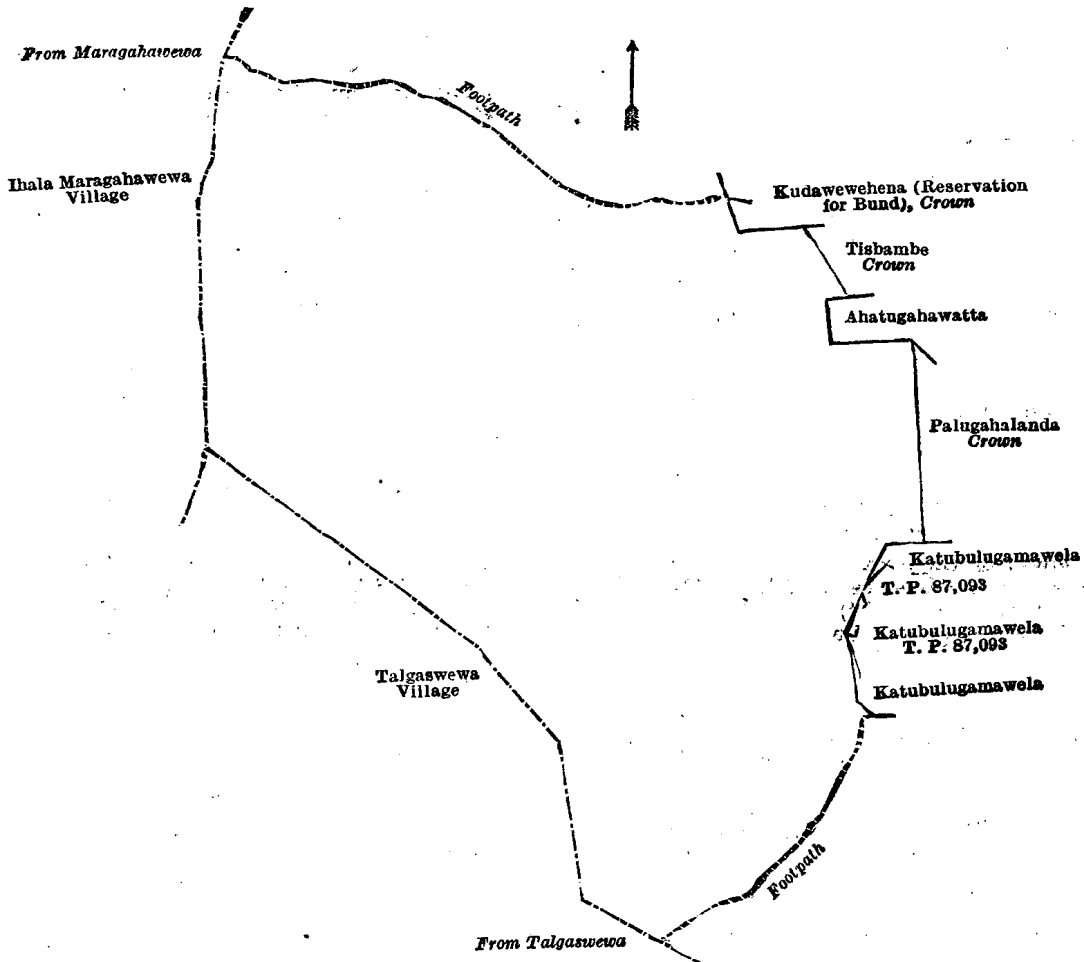 From Maragahawewa
Footpath
Ihala Maragahawewa
Village
Kudawewehena (Reservation
for Bund), Crown
Tisbambe
Crown
Ahatugahawatta
Palugahalanda
Crown
Katubulugamawela
T. P. 87,093
Katubulugamawela
T. P. 87,093
Talgaswewa
Village
Katubulugamawela
Footpath
From Talgaswewa